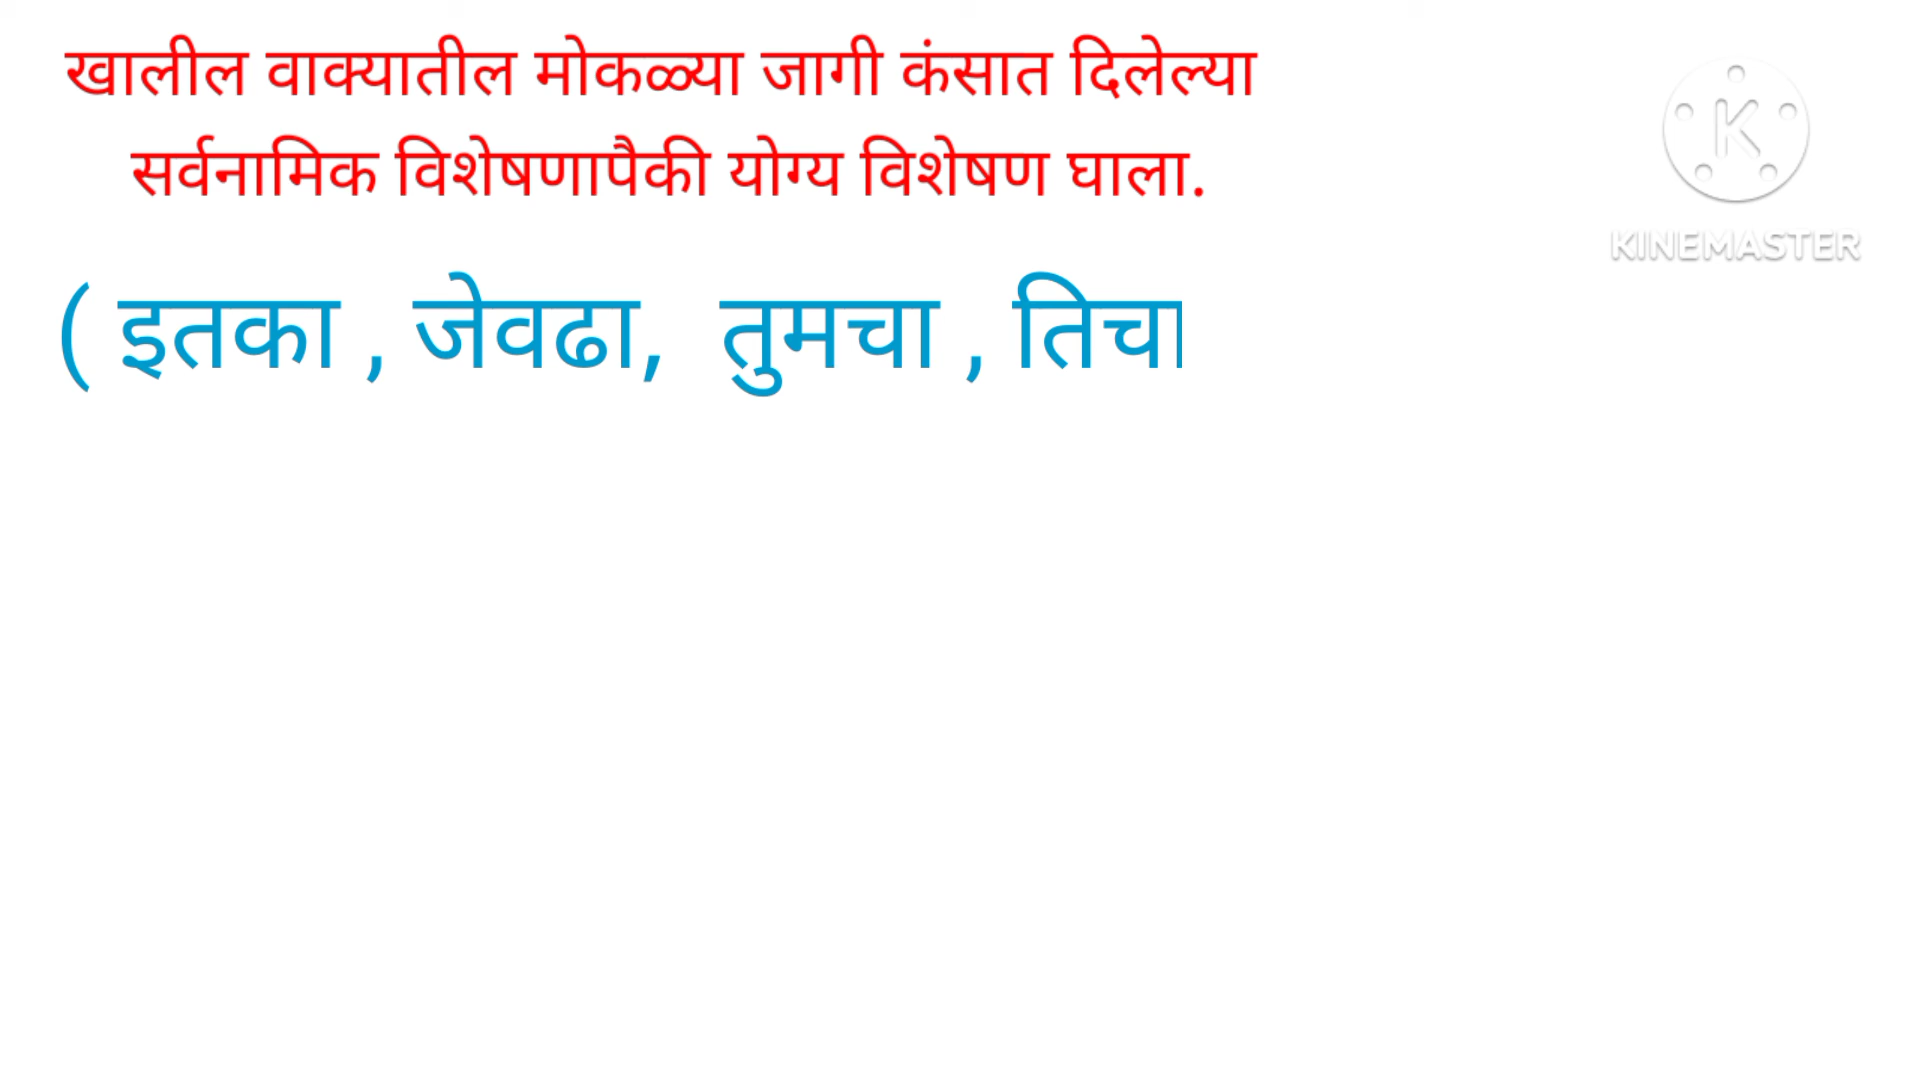 खालील वाक्यातील मोकळ्या जागी कंसात दिलेल्या
सर्वनामिक विशेषणापैकी योग्य विशेषण घाला.
( इतका , जेवढा, तुमचा , तिचा
K
KINEMASTER